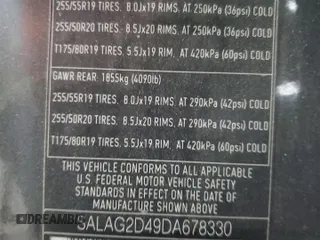 255/55R19 TIRES. 8.0Jx19 RIMS. AT 250kPa (36psi) COLD
255/50R20 TIRES. 8.5Jx20 RIMS. AT 250kPa (36psi) COLD
T175/80R19 TIRES. 5.5Jx19 RIM. AT 420kPa (60psi) COLD
GAWR REAR: 1855kg (4090lb)
255/55R19 TIRES. 8.0Jx19 RIMS. AT 290kPa (42psi) COLD
255/50R20 TIRES. 8.5Jx20 RIMS. AT 290kPa (42psi) COLD
T175/80R19 TIRES. 5.5Jx19 RIM. AT 420kPa (60psi) COLD
THIS VEHICLE CONFORMS TO ALL APPLICABLE
U.S. FEDERAL MOTOR VEHICLE SAFETY
STANDARDS IN EFFECT ON THE DATE OF
SALAG2D49DA678330